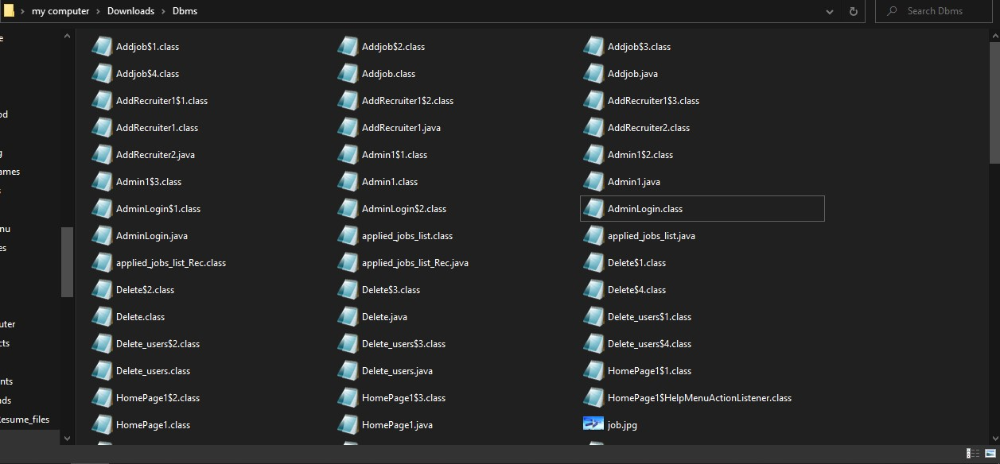 my computer > Downloads > Dbms
Search Dbms
Addjob$1.class
Addjob$2.class
Addjob$3.class
Addjob$4.class
Addjob.class
Addjob.java
AddRecruiter1$1.class
AddRecruiter1$2.class
AddRecruiter1$3.class
AddRecruiter1.class
AddRecruiter1.java
AddRecruiter2.class
AddRecruiter2.java
Admin1$1.class
Admin1$2.class
Admin1$3.class
Admin1.class
Admin1.java
AdminLogin$1.class
AdminLogin$2.class
AdminLogin.class
AdminLogin.java
applied_jobs_list.class
applied_jobs_list.java
applied_jobs_list_Rec.class
applied_jobs_list_Rec.java
Delete$1.class
Delete$2.class
Delete$3.class
Delete$4.class
Delete.class
Delete.java
Delete_users$1.class
Delete_users$2.class
Delete_users$3.class
Delete_users$4.class
Delete_users.class
Delete_users.java
HomePage1$1.class
HomePage1$2.class
HomePage1$3.class
HomePage1$HelpMenuActionListener.class
HomePage1.class
HomePage1.java
job.jpg
e
od
g
ames
s
nu
es
uter
cts
nts
ads
Resume_files